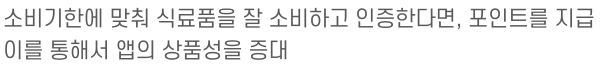 소비기한에 맞춰 식료품을 잘 소비하고 인증한다면, 포인트를 지급
이를 통해서 앱의 상품성을 증대